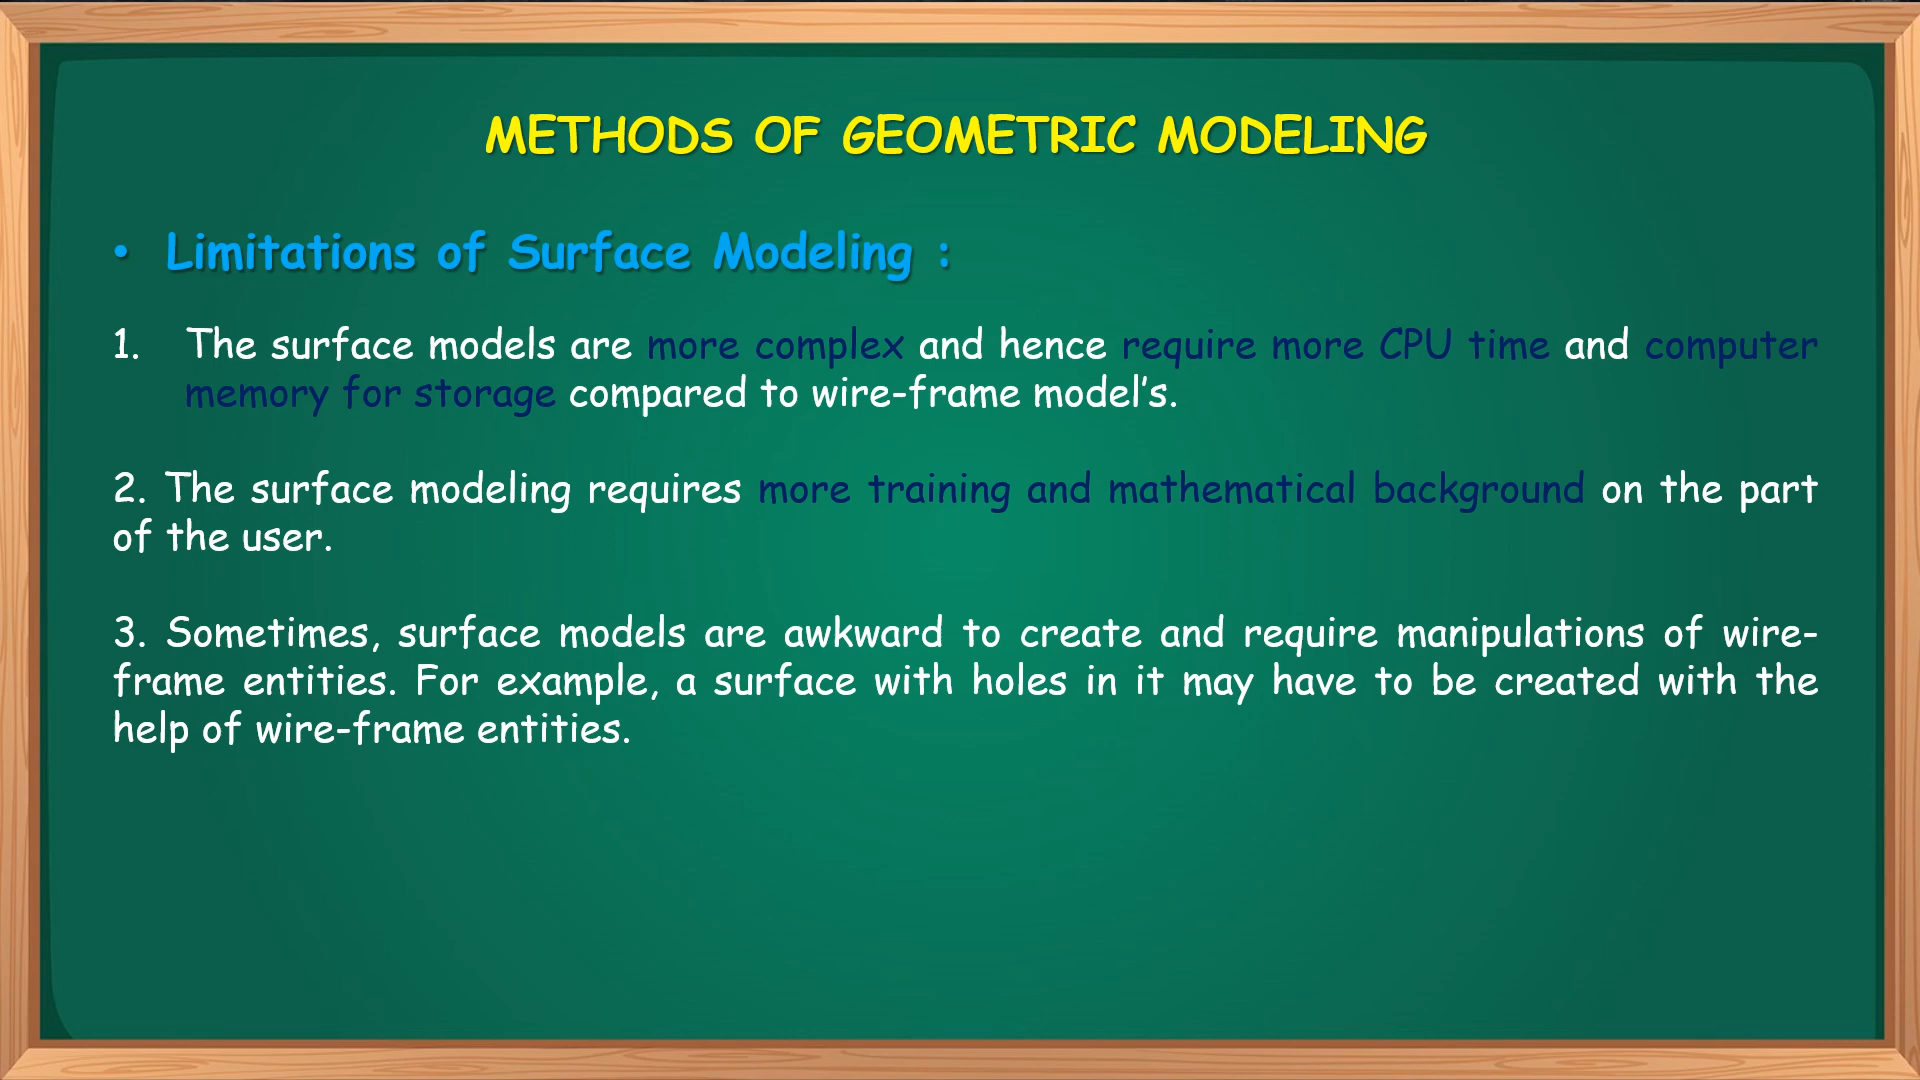 METHODS OF GEOMETRIC MODELING
• Limitations of Surface Modeling :
1. The surface models are more complex and hence require more CPU time and computer
memory for storage compared to wire-frame model’s.
2. The surface modeling requires more training and mathematical background on the part
of the user.
3. Sometimes, surface models are awkward to create and require manipulations of wire-
frame entities. For example, a surface with holes in it may have to be created with the
help of wire-frame entities.